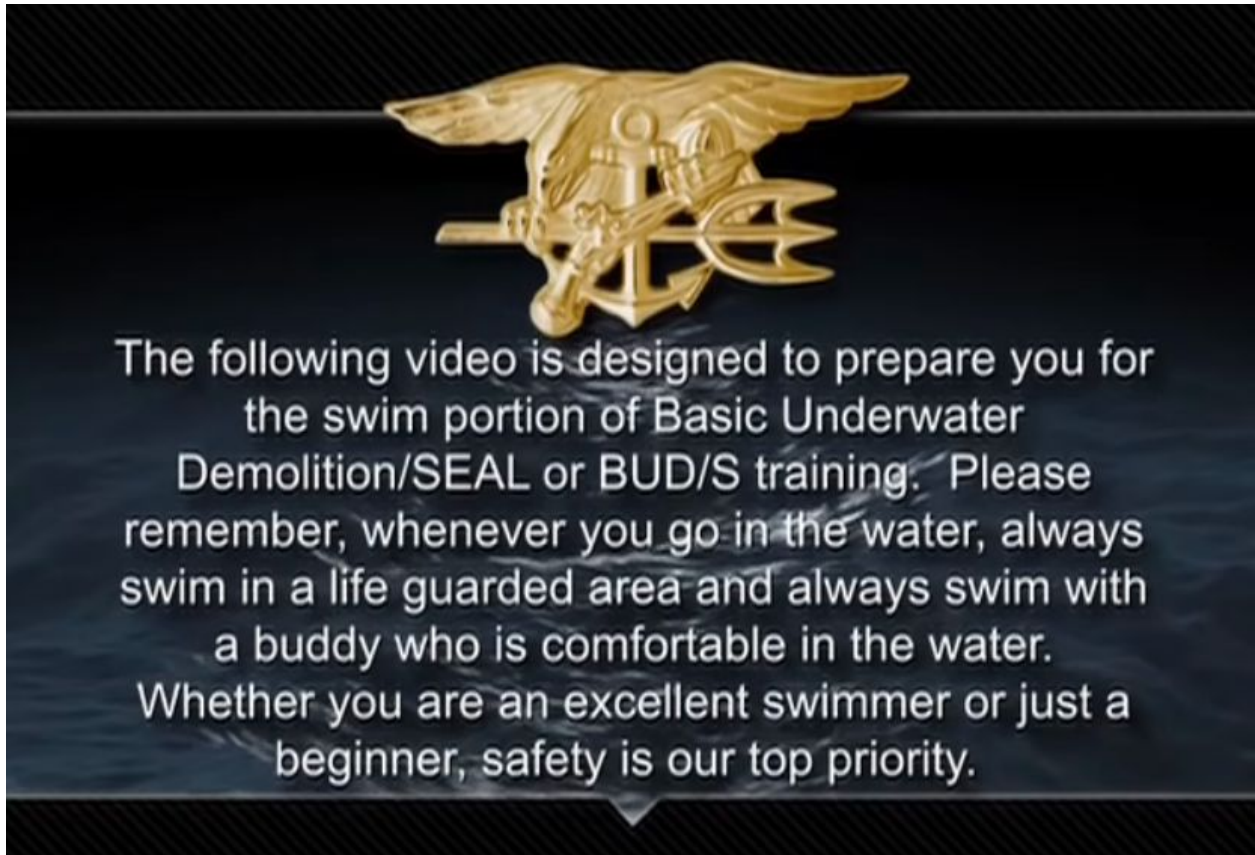 The following video is designed to prepare you for
the swim portion of Basic Underwater
Demolition/SEAL or BUD/S training.  Please
remember, whenever you go in the water, always
swim in a life guarded area and always swim with
a buddy who is comfortable in the water.
Whether you are an excellent swimmer or just a
beginner, safety is our top priority.